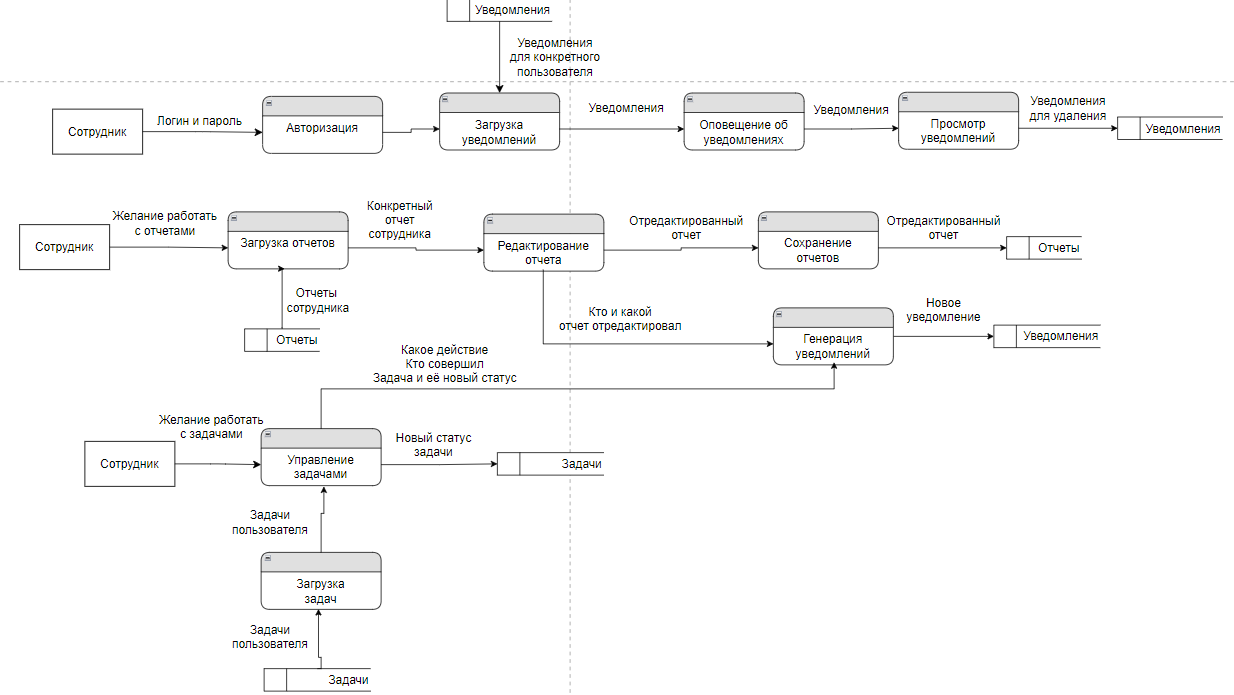 Уведомления
Уведомления
для конкретного
пользователя
Сотрудник
Логин и пароль
Авторизация
Загрузка
уведомлений
Уведомления
Оповещение об
уведомлениях
Уведомления
Просмотр
уведомлений
Уведомления
для удаления
Уведомления
Сотрудник
Желание работать
с отчетами
Загрузка отчетов
Конкретный
отчет
сотрудника
Редактирование
отчета
Отредактированный
отчет
Сохранение
отчетов
Отредактированный
отчет
Отчеты
Отчеты
сотрудника
Отчеты
Кто и какой
отчет отредактировал
Генерация
уведомлений
Новое
уведомление
Уведомления
Какое действие
Кто совершил
Задача и её новый статус
Сотрудник
Желание работать
с задачами
Управление
задачами
Новый статус
задачи
Задачи
Задачи
пользователя
Загрузка
задач
Задачи
пользователя
Задачи